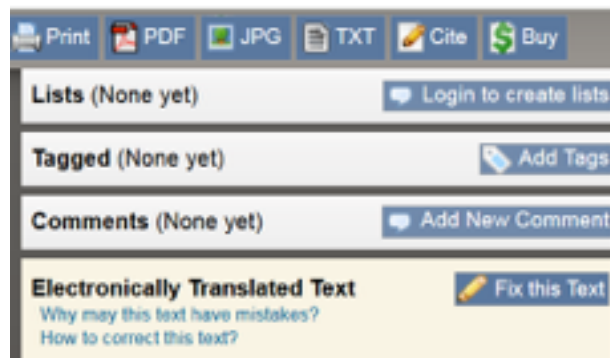 Print PDF JPG TXT Cite Buy
Lists (None yet) Login to create lists
Tagged (None yet) Add Tags
Comments (None yet) Add New Comment
Electronically Translated Text Fix this Text
Why may this text have mistakes?
How to correct this text?